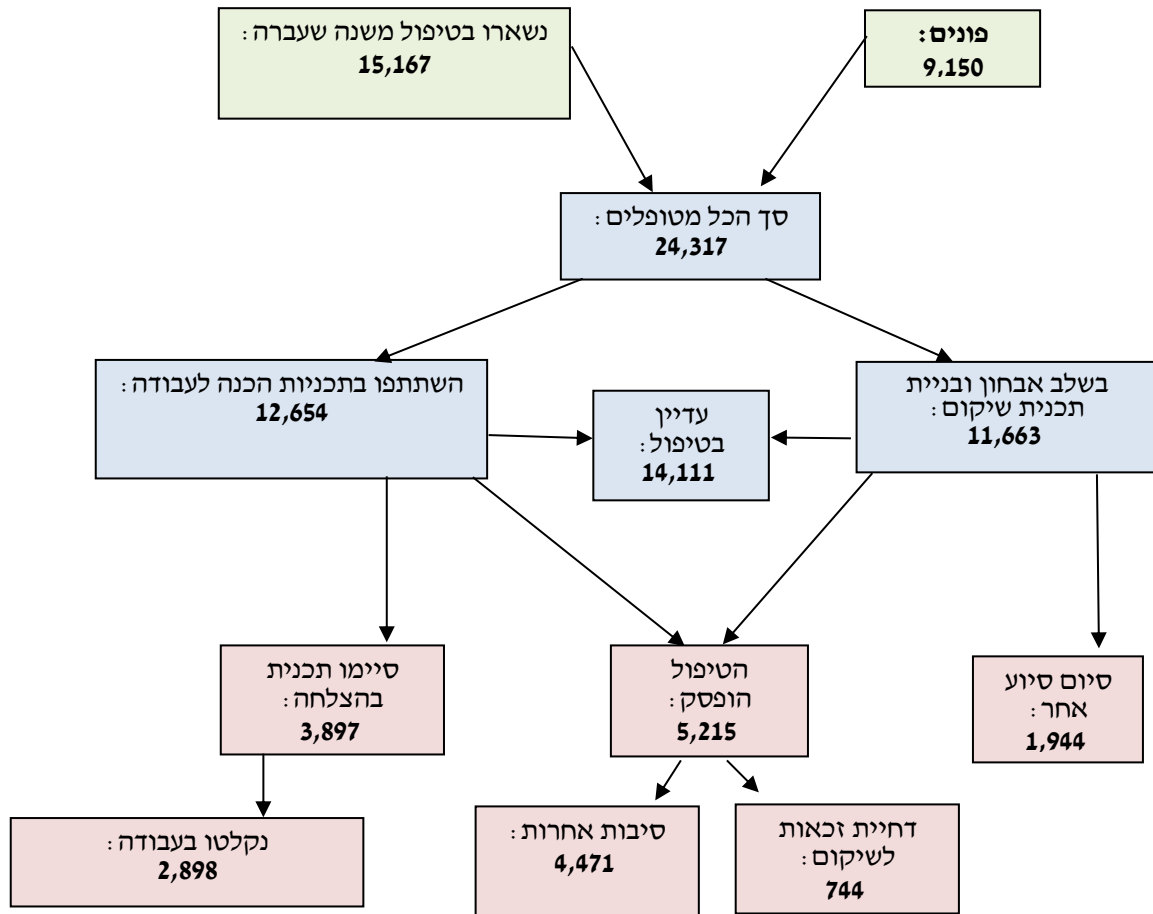 פונים:
9,150
נשארו בטיפול משנה שעברה:
15,167
סך הכל מטופלים:
24,317
בשלב אבחון ובניית
תכנית שיקום:
11,663
עדיין
בטיפול:
14,111
השתתפו בתכניות הכנה לעבודה:
12,654
סיום סיוע
אחר:
1,944
הטיפול
הופסק:
5,215
סיימו תכנית
בהצלחה:
3,897
דחיית זכאות
לשיקום:
744
סיבות אחרות:
4,471
נקלטו בעבודה:
2,898